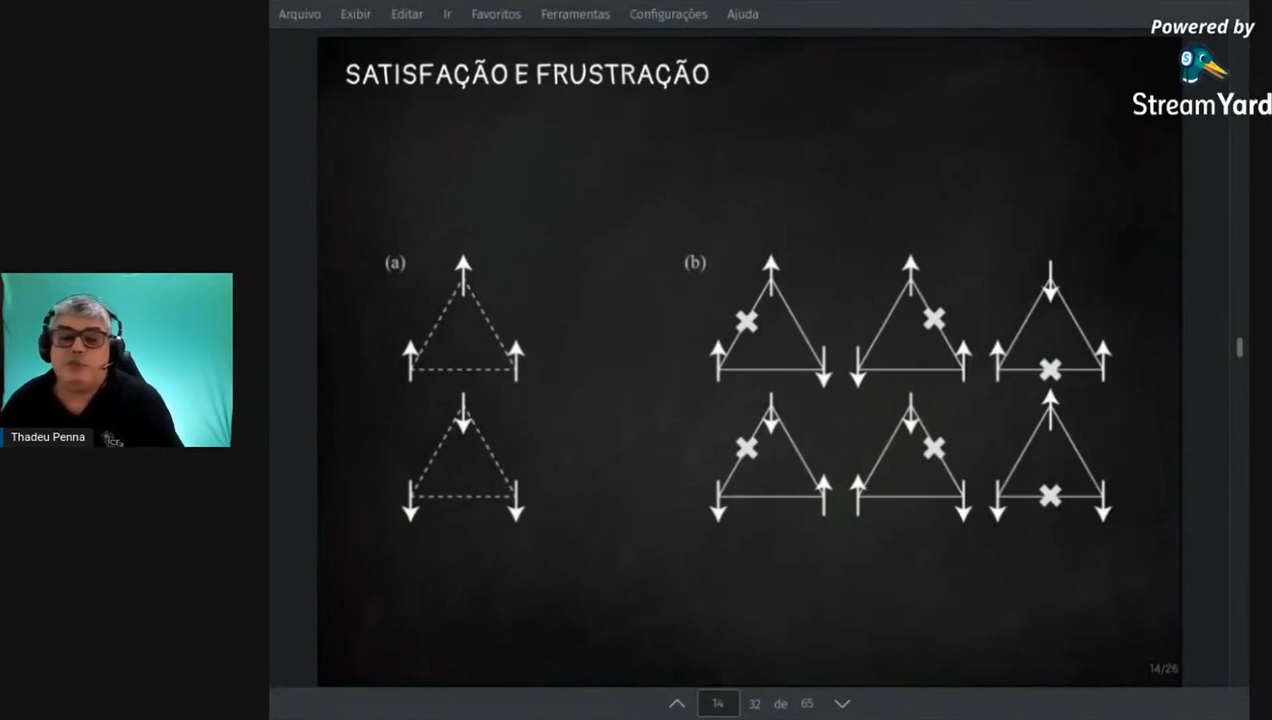 Arquivo Exibir Editar Ir Favoritos Ferramentas Configurações Ajuda
Powered by
S
StreamYard
SATISFAÇÃO E FRUSTRAÇÃO
(a)
(b)
Thadeu Penna
14/26
14 32 de 65